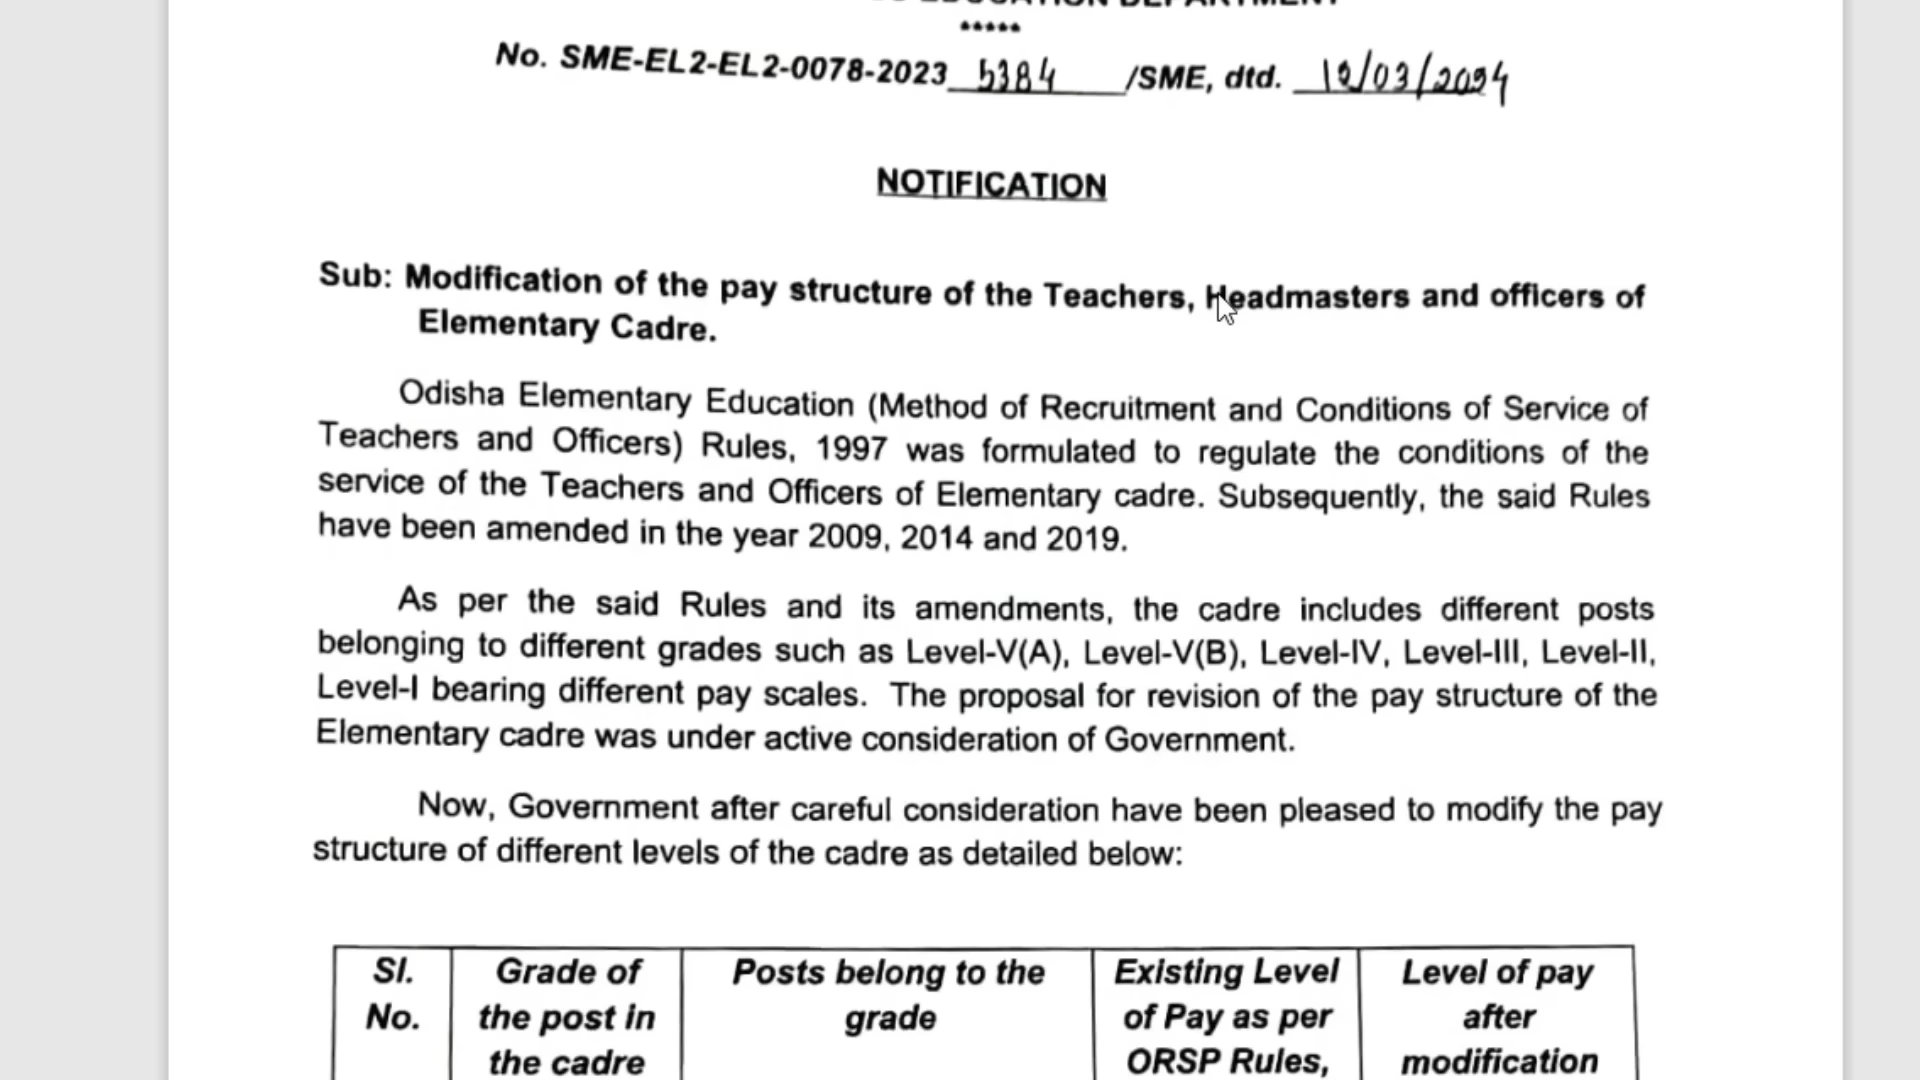 EDUCATION DEPARTMENT
*****
No. SME-EL2-EL2-0078-2023 5384 /SME, dtd. 12/03/2024
NOTIFICATION
Sub: Modification of the pay structure of the Teachers, Headmasters and officers of
Elementary Cadre.
Odisha Elementary Education (Method of Recruitment and Conditions of Service of
Teachers and Officers) Rules, 1997 was formulated to regulate the conditions of the
service of the Teachers and Officers of Elementary cadre. Subsequently, the said Rules
have been amended in the year 2009, 2014 and 2019.
As per the said Rules and its amendments, the cadre includes different posts
belonging to different grades such as Level-V(A), Level-V(B), Level-IV, Level-III, Level-II,
Level-I bearing different pay scales. The proposal for revision of the pay structure of the
Elementary cadre was under active consideration of Government.
Now, Government after careful consideration have been pleased to modify the pay
structure of different levels of the cadre as detailed below:
Sl. No.
Grade of the post in the cadre
Posts belong to the grade
Existing Level of Pay as per ORSP Rules,
Level of pay after modification